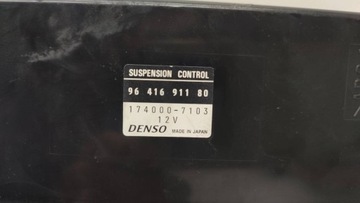 SUSPENSION CONTROL
96 416 911 80
174000-7103
12V
DENSO MADE IN JAPAN